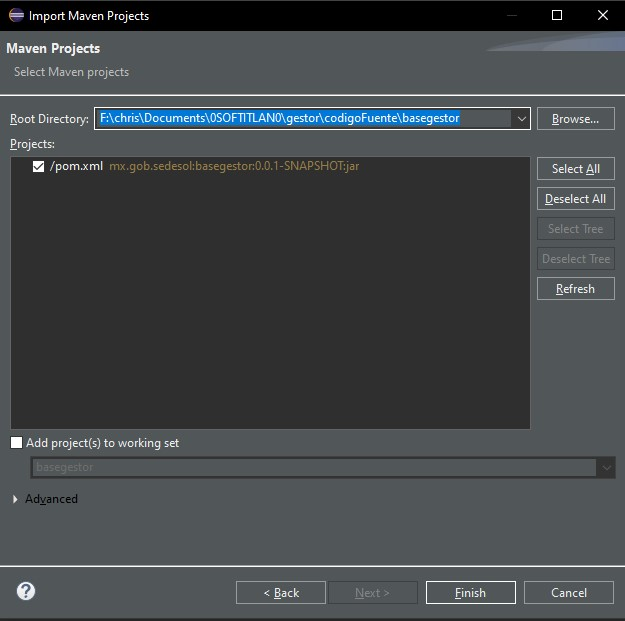 Import Maven Projects
Maven Projects
Select Maven projects
Root Directory: F:\chris\Documents\0SOFTITLAN0\gestor\codigoFuente\basegestor Browse...
Projects:
/pom.xml mx.gob.sedesol:basegestor:0.0.1-SNAPSHOT:jar
Select All
Deselect All
Select Tree
Deselect Tree
Refresh
Add project(s) to working set
basegestor
Advanced
? < Back Next > Finish Cancel